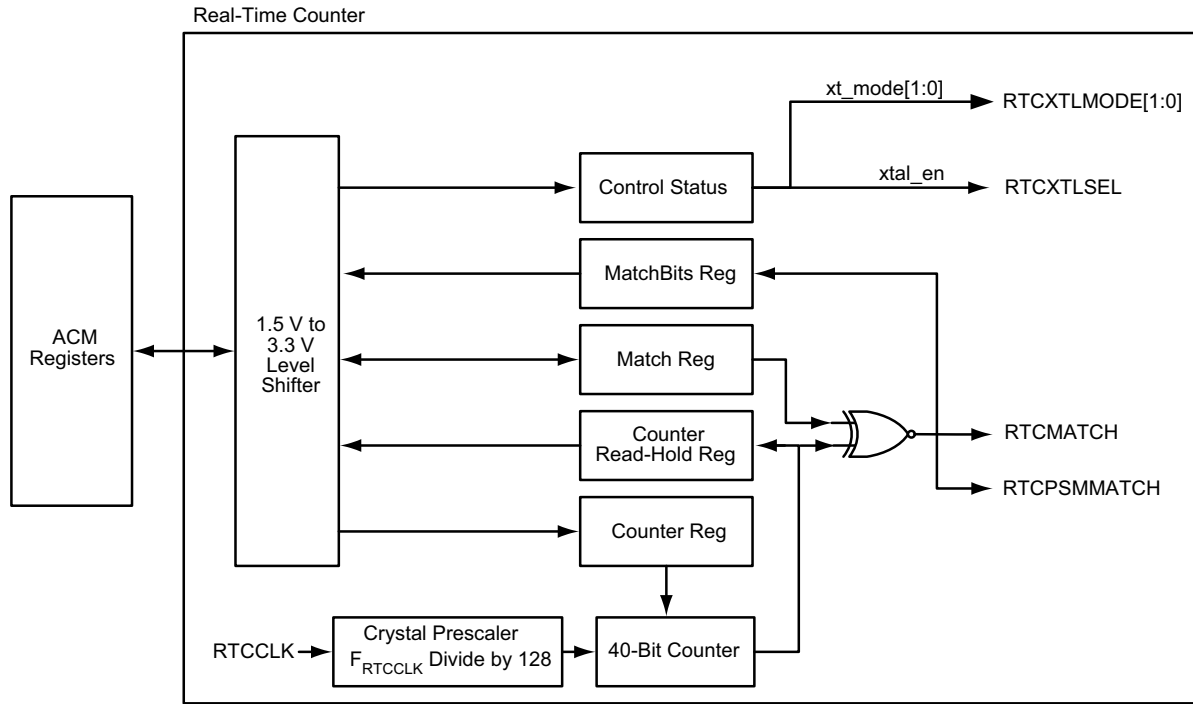 Real-Time Counter
xt_mode[1:0]
RTCXTLMODE[1:0]
Control Status
xtal_en
RTCXTLSEL
MatchBits Reg
ACM
Registers
1.5 V to
3.3 V
Level
Shifter
Match Reg
Counter
Read-Hold Reg
RTCMATCH
RTCPSMMATCH
Counter Reg
RTCCLK
Crystal Prescaler
FRTCCLK Divide by 128
40-Bit Counter